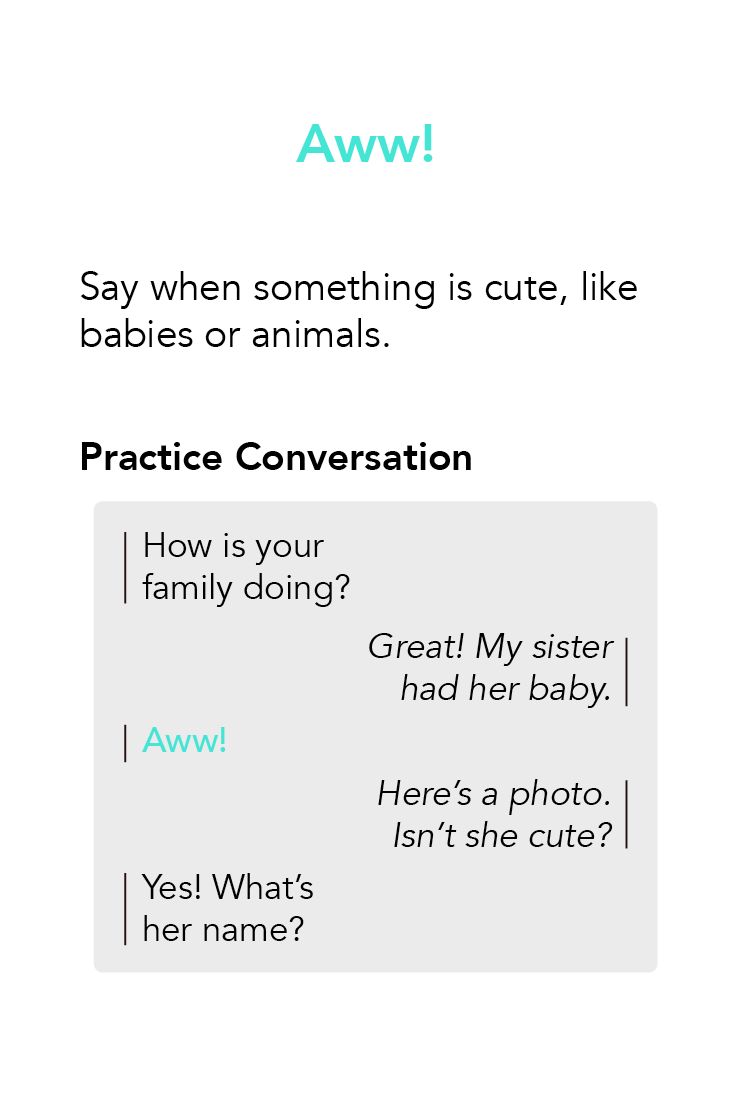 Aww!
Say when something is cute, like
babies or animals.
Practice Conversation
How is your
family doing?
Great! My sister
had her baby.
Aww!
Here’s a photo.
Isn’t she cute?
Yes! What’s
her name?